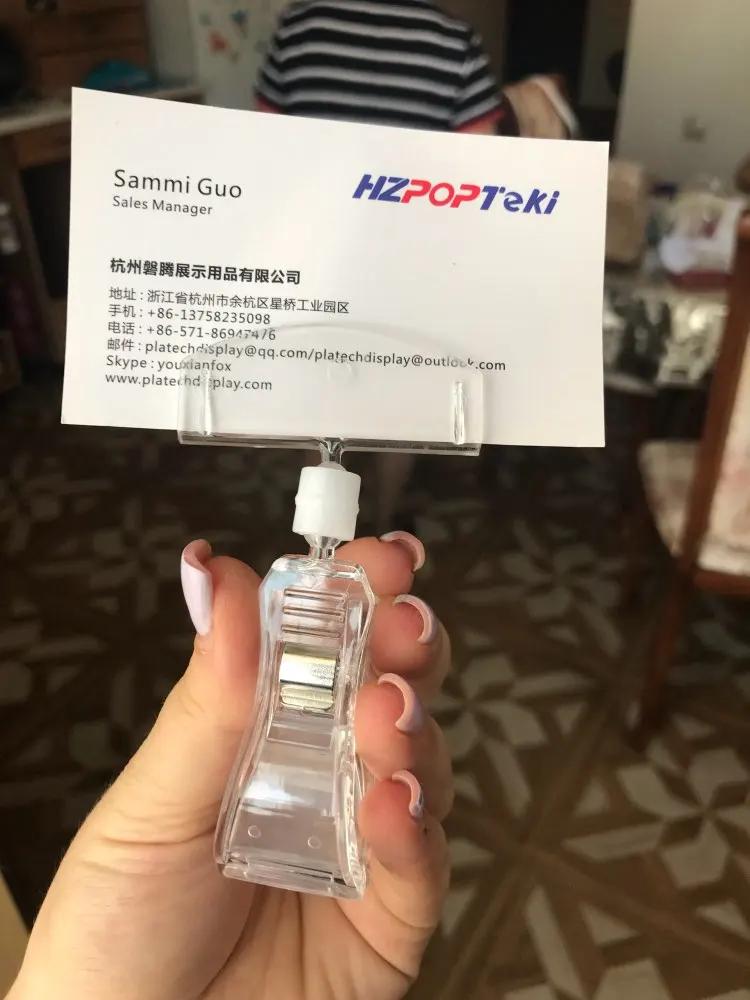 Sammi Guo
Sales Manager
HZPOPTeKi
杭州磐腾展示用品有限公司
地址：浙江省杭州市余杭区星桥工业园区
手机：+86-13758235098
电话：+86-571-86947476
邮件：platechdisplay@qq.com/platechdisplay@outlook.com
Skype：youxianfox
www.platechdisplay.com